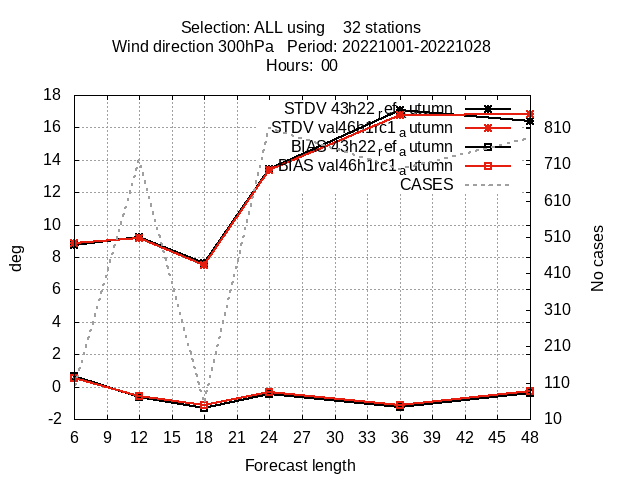 Selection: ALL using 32 stations
Wind direction 300hPa Period: 20221001-20221028
Hours: 00
STDV 43h22ref_autumn
STDV val46h1rc1_autumn
BIAS 43h22ref_autumn
BIAS val46h1rc1_autumn
CASES
18
16
14
12
10
8
6
4
2
0
-2
810
710
610
510
410
310
210
110
10
deg
No cases
6 9 12 15 18 21 24 27 30 33 36 39 42 45 48
Forecast length